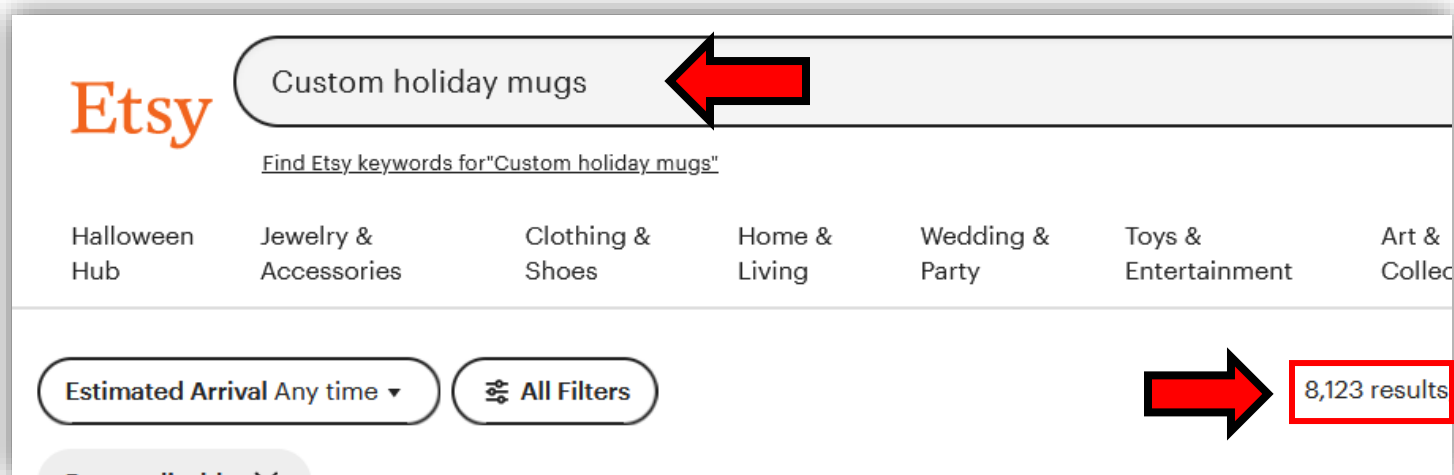 Etsy
Custom holiday mugs
Find Etsy keywords for"Custom holiday mugs"
Halloween Hub
Jewelry & Accessories
Clothing & Shoes
Home & Living
Wedding & Party
Toys & Entertainment
Art &
Estimated Arrival Any time
All Filters
8,123 results